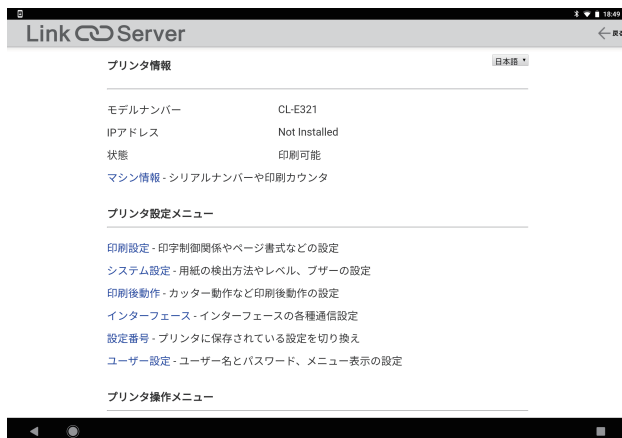 18:49
Link Server
プリンタ情報
日本語
モデルナンバー CL-E321
IPアドレス Not Installed
状態 印刷可能
マシン情報 - シリアルナンバーや印刷カウンタ
プリンタ設定メニュー
印刷設定 - 印字制御関係やページ書式などの設定
システム設定 - 用紙の検出方法やレベル、ブザーの設定
印刷後動作 - カッター動作など印刷後動作の設定
インターフェース - インターフェースの各種通信設定
設定番号 - プリンタに保存されている設定を切り換え
ユーザー設定 - ユーザー名とパスワード、メニュー表示の設定
プリンタ操作メニュー